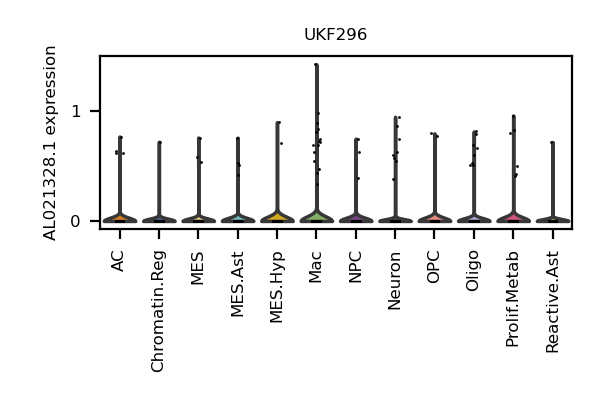 UKF296
AL021328.1 expression
1
0
AC
Chromatin.Reg
MES
MES.Ast
MES.Hyp
Mac
NPC
Neuron
OPC
Oligo
Prolif.Metab
Reactive.Ast